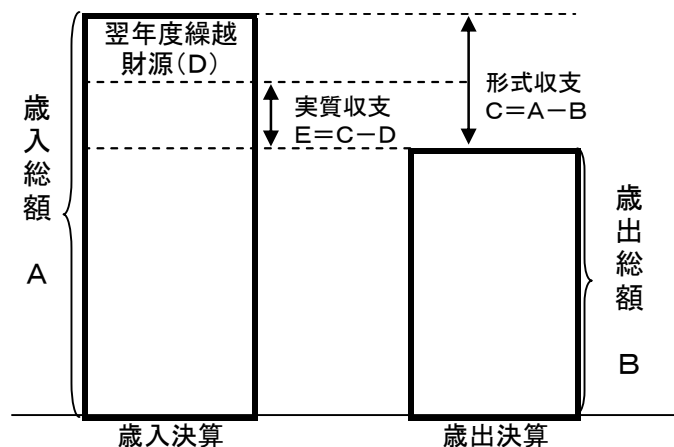 翌年度繰越
財源(D)
歳入総額 A
実質収支
E=C-D
形式収支
C=A-B
歳出総額 B
歳入決算
歳出決算